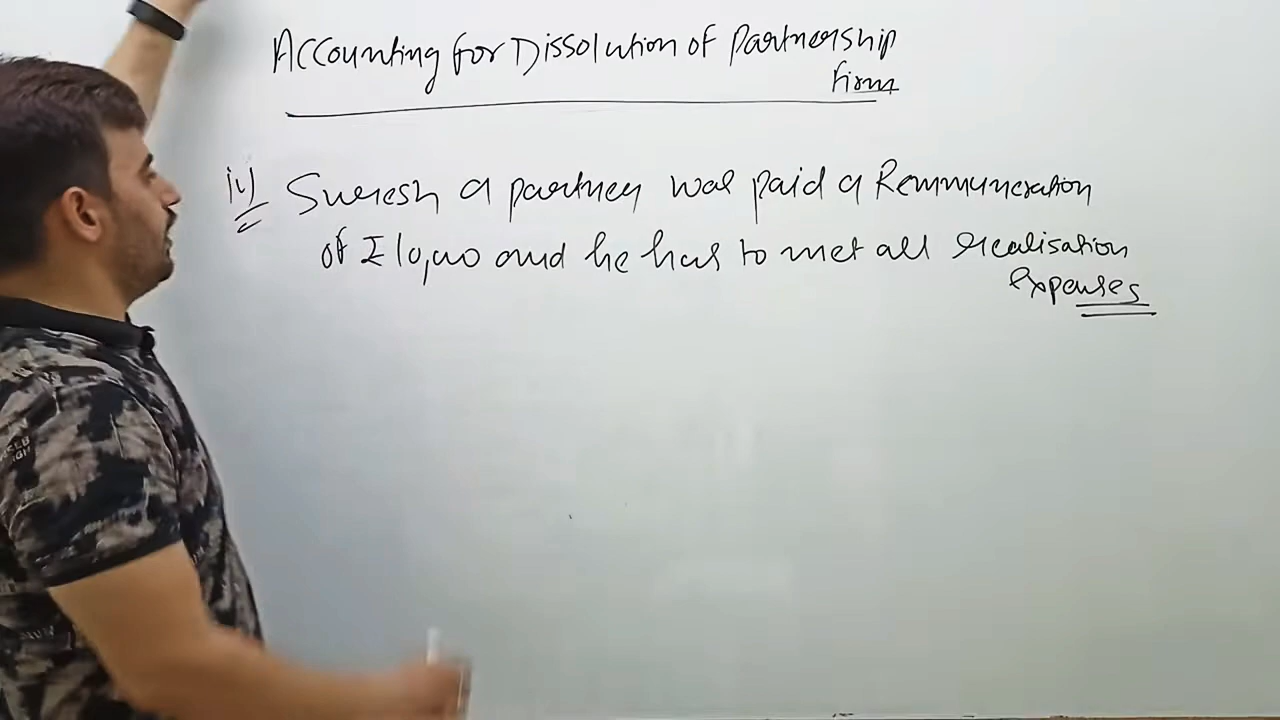 Accounting for Dissolution of Partnership
firm
iv) Suresh a partner was paid a Remmuneration
of ₹ 10,000 and he has to met all realisation
expenses